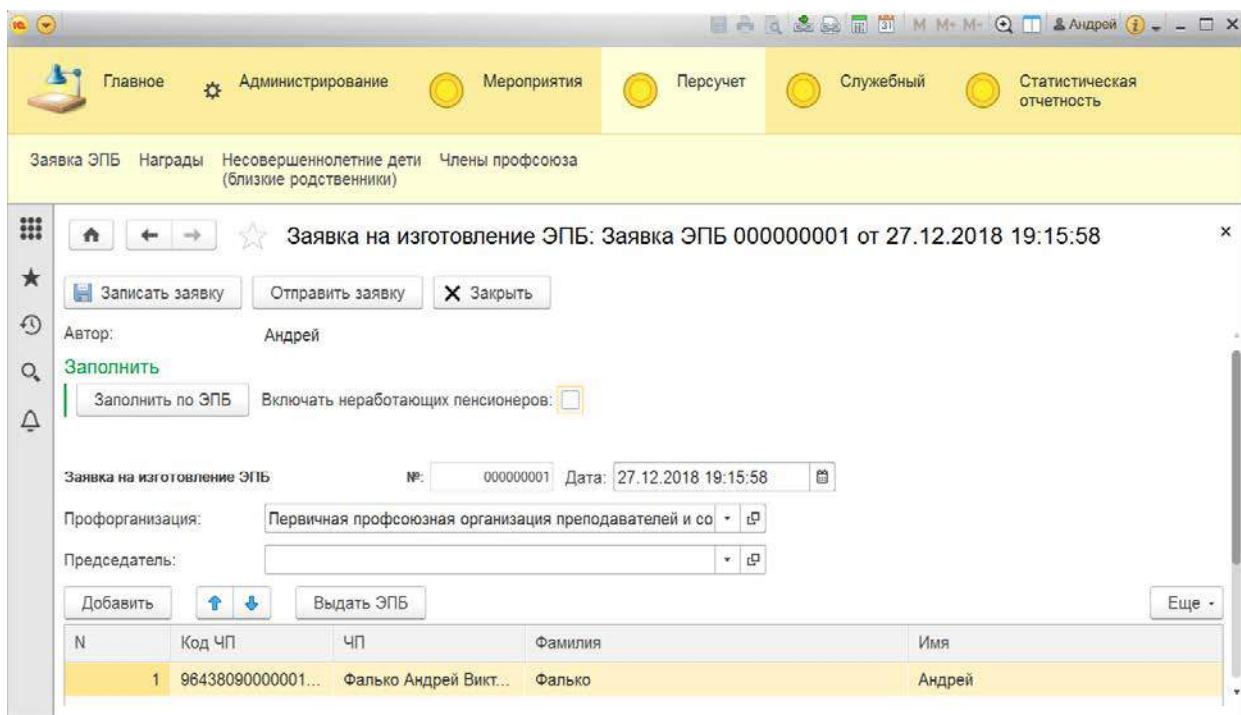 1С М М+ М- Андрей
Главное Администрирование Мероприятия Персучет Служебный Статистическая
отчетность
Заявка ЭПБ Награды Несовершеннолетние дети Члены профсоюза
(близкие родственники)
Заявка на изготовление ЭПБ: Заявка ЭПБ 000000001 от 27.12.2018 19:15:58
Записать заявку Отправить заявку Закрыть
Автор: Андрей
Заполнить
Заполнить по ЭПБ Включать неработающих пенсионеров:
Заявка на изготовление ЭПБ №: 000000001 Дата: 27.12.2018 19:15:58
Профорганизация: Первичная профсоюзная организация преподавателей и со
Председатель:
Добавить Выдать ЭПБ Еще
N Код ЧП ЧП Фамилия Имя
1 96438090000001... Фалько Андрей Викт... Фалько Андрей